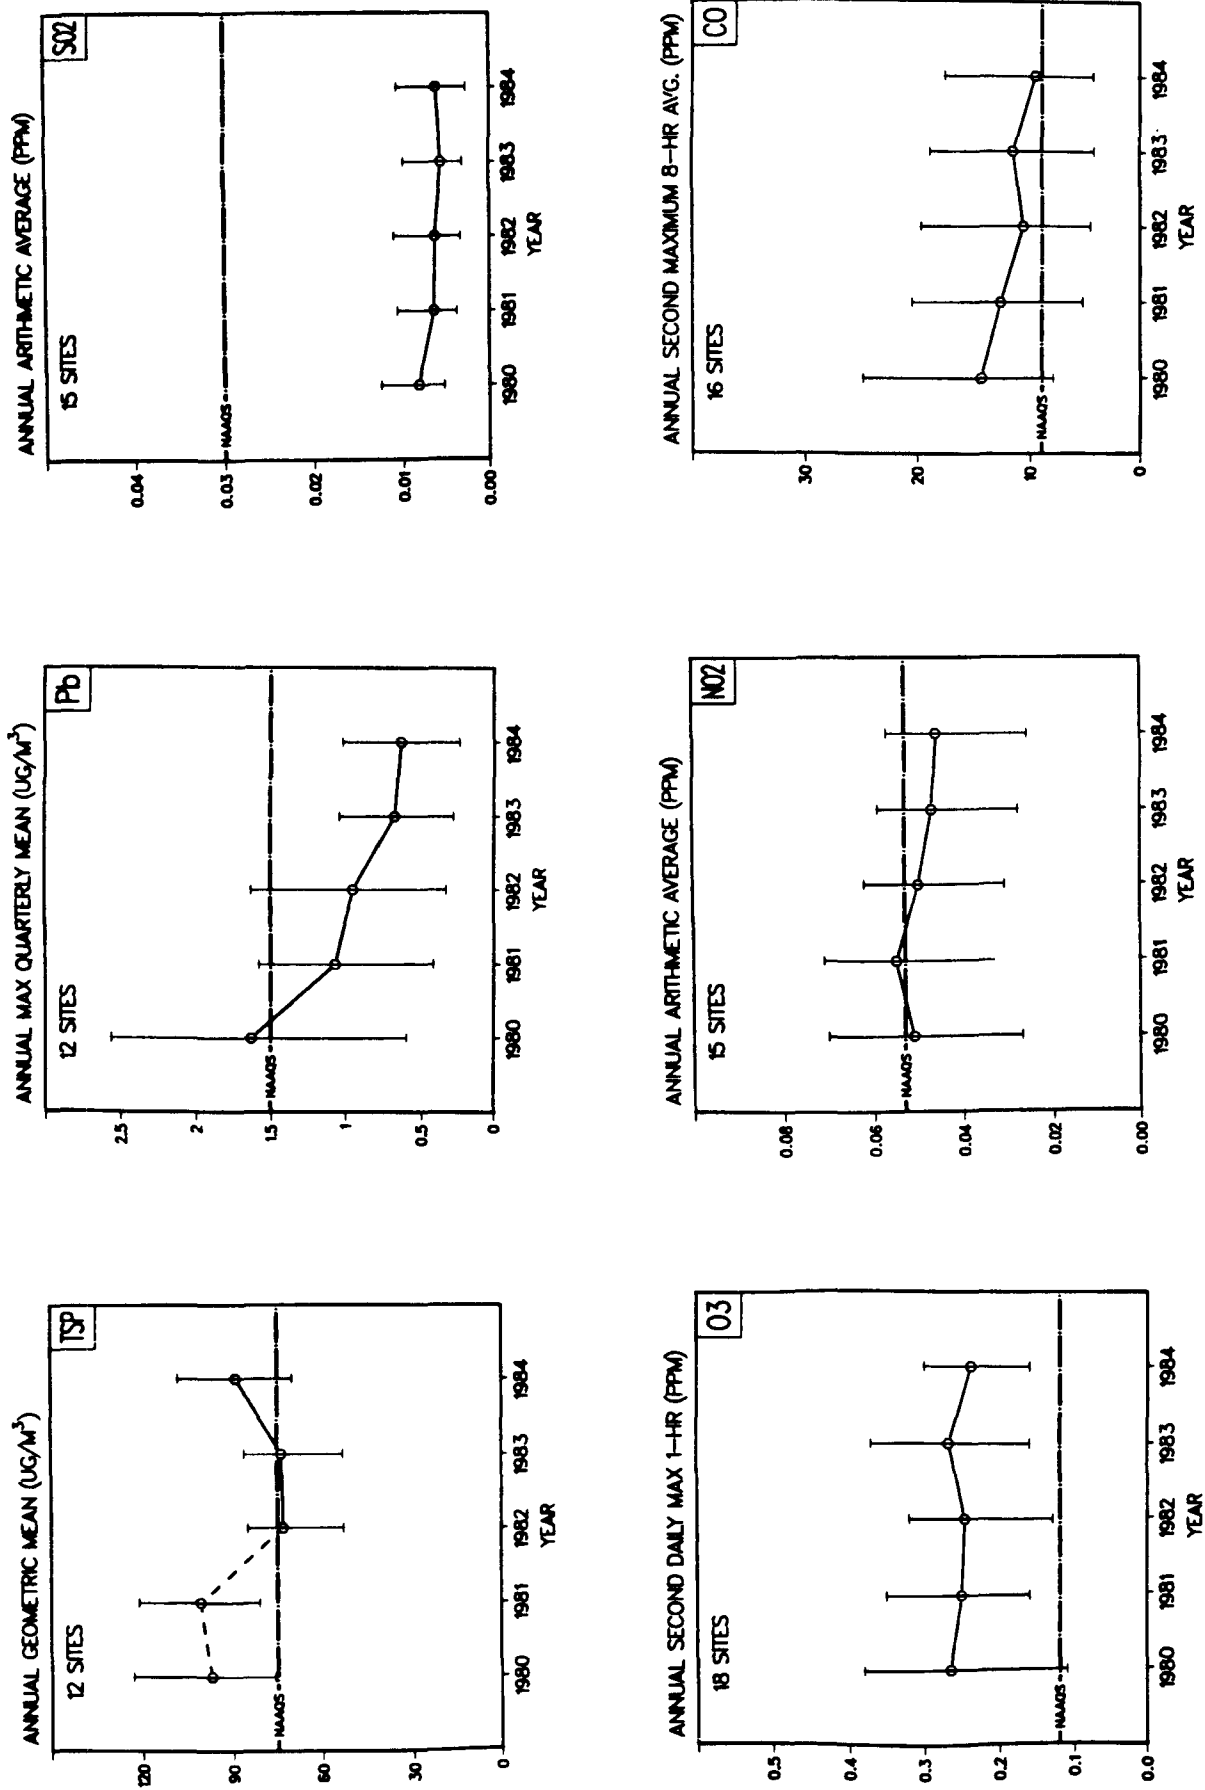 ANNUAL GEOMETRIC MEAN (UG/M³)
12 SITES
TSP
120
90
60
30
0
NAAQS
1980 1981 1982 1983 1984
YEAR
ANNUAL MAX QUARTERLY MEAN (UG/M³)
12 SITES
Pb
2.5
2
1.5
1
0.5
0
NAAQS
1980 1981 1982 1983 1984
YEAR
ANNUAL ARITHMETIC AVERAGE (PPM)
15 SITES
SO2
0.04
0.03
0.02
0.01
0.00
NAAQS
1980 1981 1982 1983 1984
YEAR
ANNUAL SECOND DAILY MAX 1-HR (PPM)
18 SITES
O3
0.5
0.4
0.3
0.2
0.1
0.0
NAAQS
1980 1981 1982 1983 1984
YEAR
ANNUAL ARITHMETIC AVERAGE (PPM)
15 SITES
NO2
0.08
0.06
0.04
0.02
0.00
NAAQS
1980 1981 1982 1983 1984
YEAR
ANNUAL SECOND MAXIMUM 8-HR AVG. (PPM)
16 SITES
CO
30
20
10
0
NAAQS
1980 1981 1982 1983 1984
YEAR